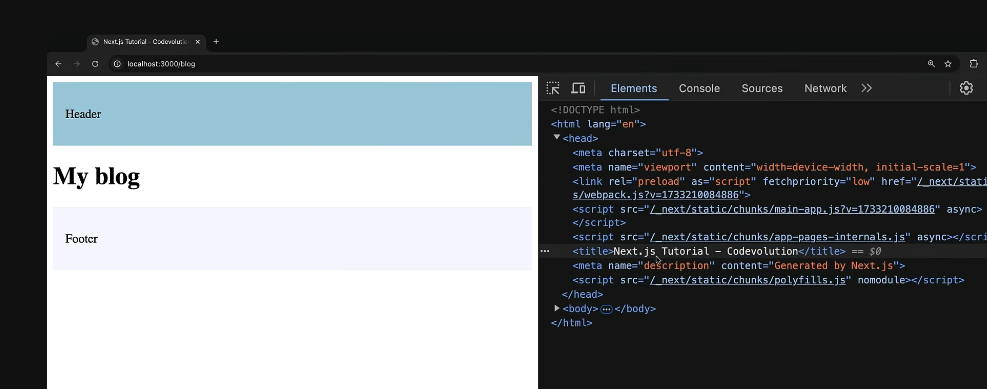 Next.js Tutorial - Codevolutio
localhost:3000/blog
Header
My blog
Footer
Elements Console Sources Network
<!DOCTYPE html>
<html lang="en">
<head>
<meta charset="utf-8">
<meta name="viewport" content="width=device-width, initial-scale=1">
<link rel="preload" as="script" fetchpriority="low" href="/_next/stati
s/webpack.js?v=1733210084886">
<script src="/_next/static/chunks/main-app.js?v=1733210084886" async>
</script>
<script src="/_next/static/chunks/app-pages-internals.js" async></scri
<title>Next.js Tutorial - Codevolution</title> == $0
<meta name="description" content="Generated by Next.js">
<script src="/_next/static/chunks/polyfills.js" nomodule></script>
</head>
<body>…</body>
</html>